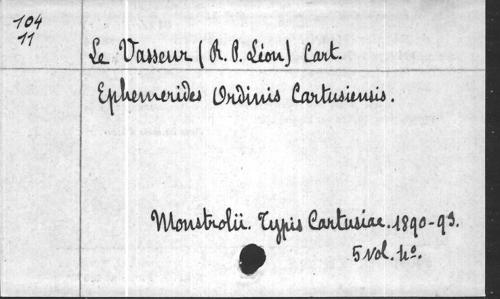 104
11
Le Vasseur (R. P. Léon) Cart.
Ephemerides Ordinis Cartusiensis.
Monstrolii. Typis Cartusiae. 1890-93.
5 vol. 4º.